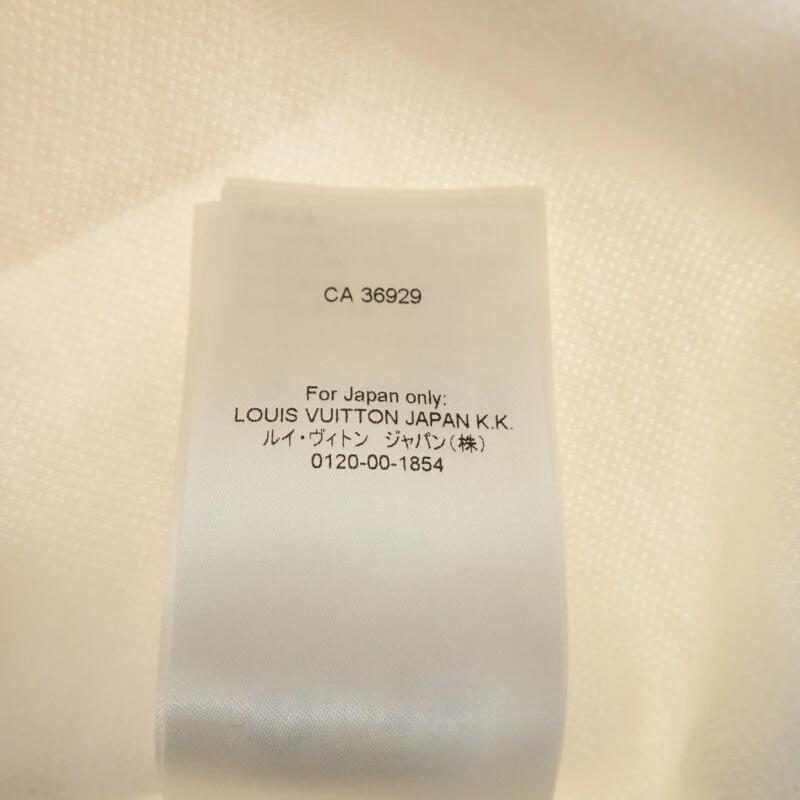 CA 36929
For Japan only:
LOUIS VUITTON JAPAN K.K.
ルイ・ヴィトン ジャパン(株)
0120-00-1854